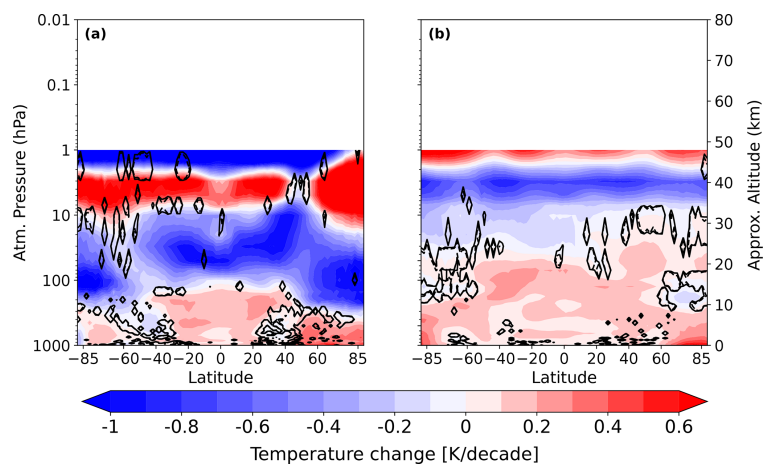 (a)
(b)
Atm. Pressure (hPa)
0.01
0.1
1
10
100
1000
80
70
60
50
40
30
20
10
0
Approx. Altitude (km)
−85 −60 −40 −20 0 20 40 60 85
−85 −60 −40 −20 0 20 40 60 85
Latitude
Latitude
-1 -0.8 -0.6 -0.4 -0.2 0 0.2 0.4 0.6
Temperature change [K/decade]